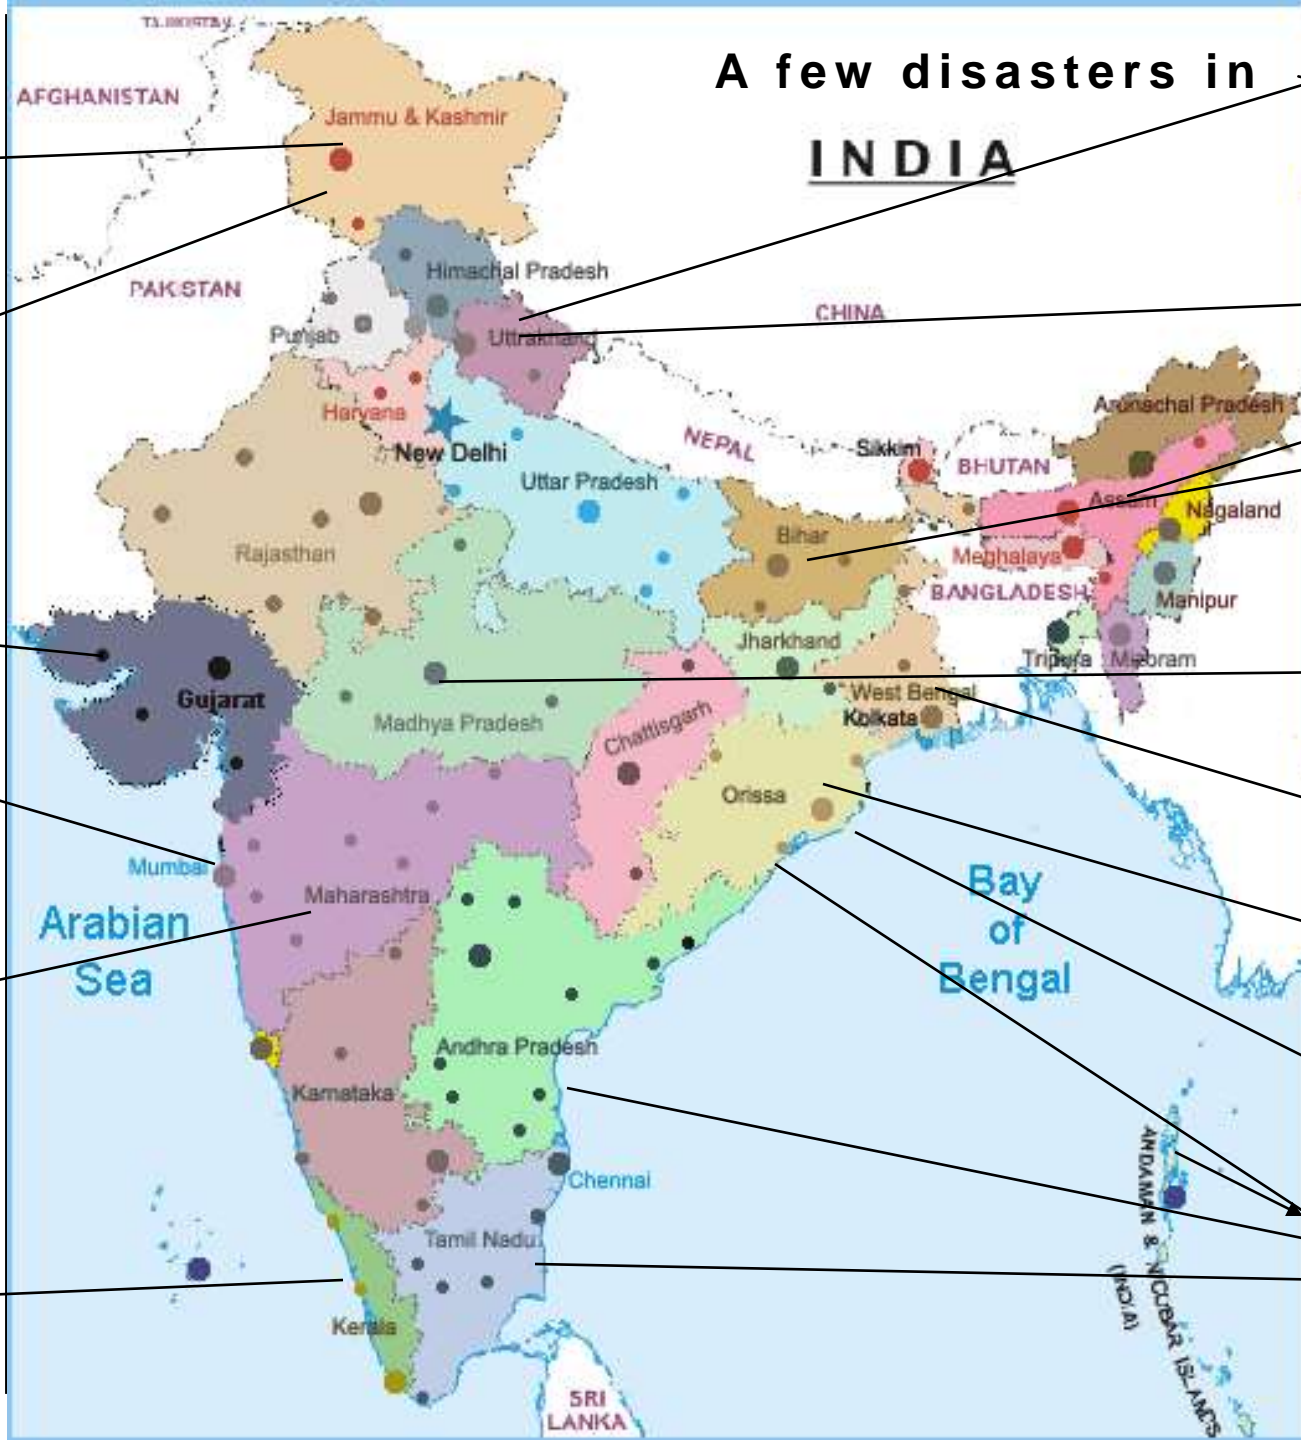 TAJIKISTAN
A few disasters in
AFGHANISTAN
Jammu & Kashmir
INDIA
Himachal Pradesh
PAKISTAN
CHINA
Punjab
Uttrakhand
Arunachal Pradesh
Haryana
NEPAL
Sikkim
New Delhi
BHUTAN
Uttar Pradesh
Assam
Nagaland
Bihar
Rajasthan
Meghalaya
BANGLADESH
Manipur
Jharkhand
Tripura
Mizoram
Gujarat
West Bengal
Madhya Pradesh
Kolkata
Chattisgarh
Orissa
Mumbai
Maharashtra
Bay
of
Bengal
Arabian
Sea
Andhra Pradesh
Karnataka
Chennai
ANDAMAN & NICOBAR ISLANDS
(INDIA)
Tamil Nadu
Kerala
SRI
LANKA